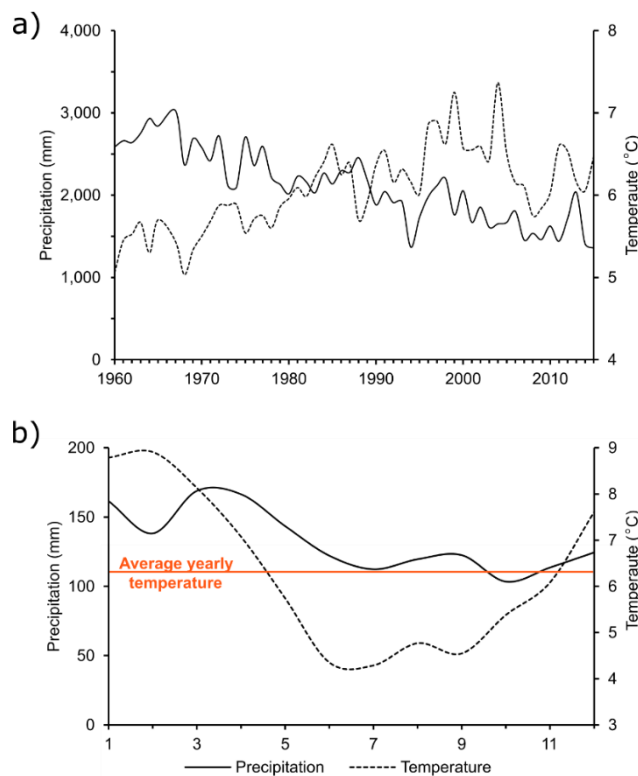 a)
4,000
3,000
2,000
1,000
0
Precipitation (mm)
8
7
6
5
4
Temperaute (°C)
1960 1970 1980 1990 2000 2010
b)
200
150
100
50
0
Precipitation (mm)
Average yearly
temperature
9
8
7
6
5
4
3
Temperaute (°C)
1 3 5 7 9 11
Precipitation Temperature